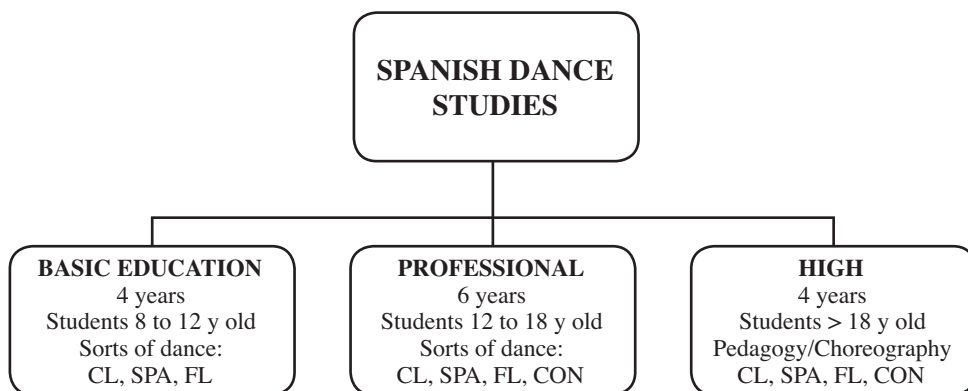 SPANISH DANCE
STUDIES
BASIC EDUCATION
4 years
Students 8 to 12 y old
Sorts of dance:
CL, SPA, FL
PROFESSIONAL
6 years
Students 12 to 18 y old
Sorts of dance:
CL, SPA, FL, CON
HIGH
4 years
Students > 18 y old
Pedagogy/Choreography
CL, SPA, FL, CON